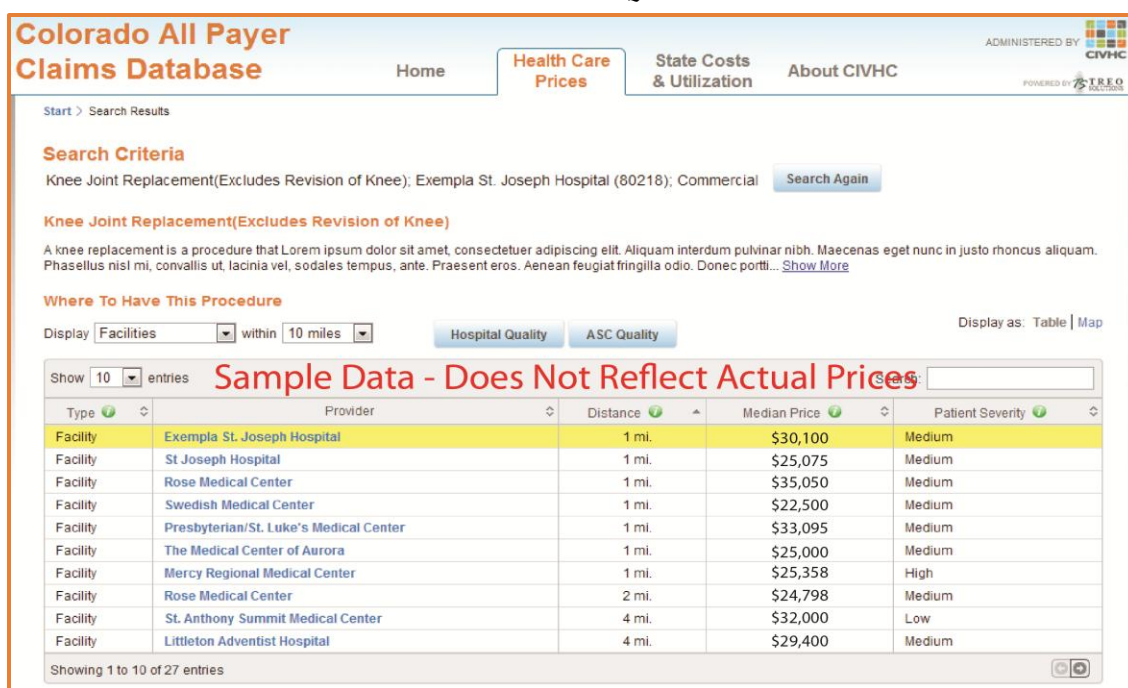 Colorado All Payer
Claims Database
Home
Health Care
Prices
State Costs
& Utilization
About CIVHC
ADMINISTERED BY
CIVHC
POWERED BY TREO
SOLUTIONS
Start > Search Results
Search Criteria
Knee Joint Replacement(Excludes Revision of Knee); Exempla St. Joseph Hospital (80218); Commercial Search Again
Knee Joint Replacement(Excludes Revision of Knee)
A knee replacement is a procedure that Lorem ipsum dolor sit amet, consectetuer adipiscing elit. Aliquam interdum pulvinar nibh. Maecenas eget nunc in justo rhoncus aliquam.
Phasellus nisl mi, convallis ut, lacinia vel, sodales tempus, ante. Praesent eros. Aenean feugiat fringilla odio. Donec portti... Show More
Where To Have This Procedure
Display Facilities within 10 miles Hospital Quality ASC Quality Display as: Table | Map
Show 10 entries Sample Data - Does Not Reflect Actual Prices Search:
Type Provider Distance Median Price Patient Severity
Facility Exempla St. Joseph Hospital 1 mi. $30,100 Medium
Facility St Joseph Hospital 1 mi. $25,075 Medium
Facility Rose Medical Center 1 mi. $35,050 Medium
Facility Swedish Medical Center 1 mi. $22,500 Medium
Facility Presbyterian/St. Luke's Medical Center 1 mi. $33,095 Medium
Facility The Medical Center of Aurora 1 mi. $25,000 Medium
Facility Mercy Regional Medical Center 1 mi. $25,358 High
Facility Rose Medical Center 2 mi. $24,798 Medium
Facility St. Anthony Summit Medical Center 4 mi. $32,000 Low
Facility Littleton Adventist Hospital 4 mi. $29,400 Medium
Showing 1 to 10 of 27 entries